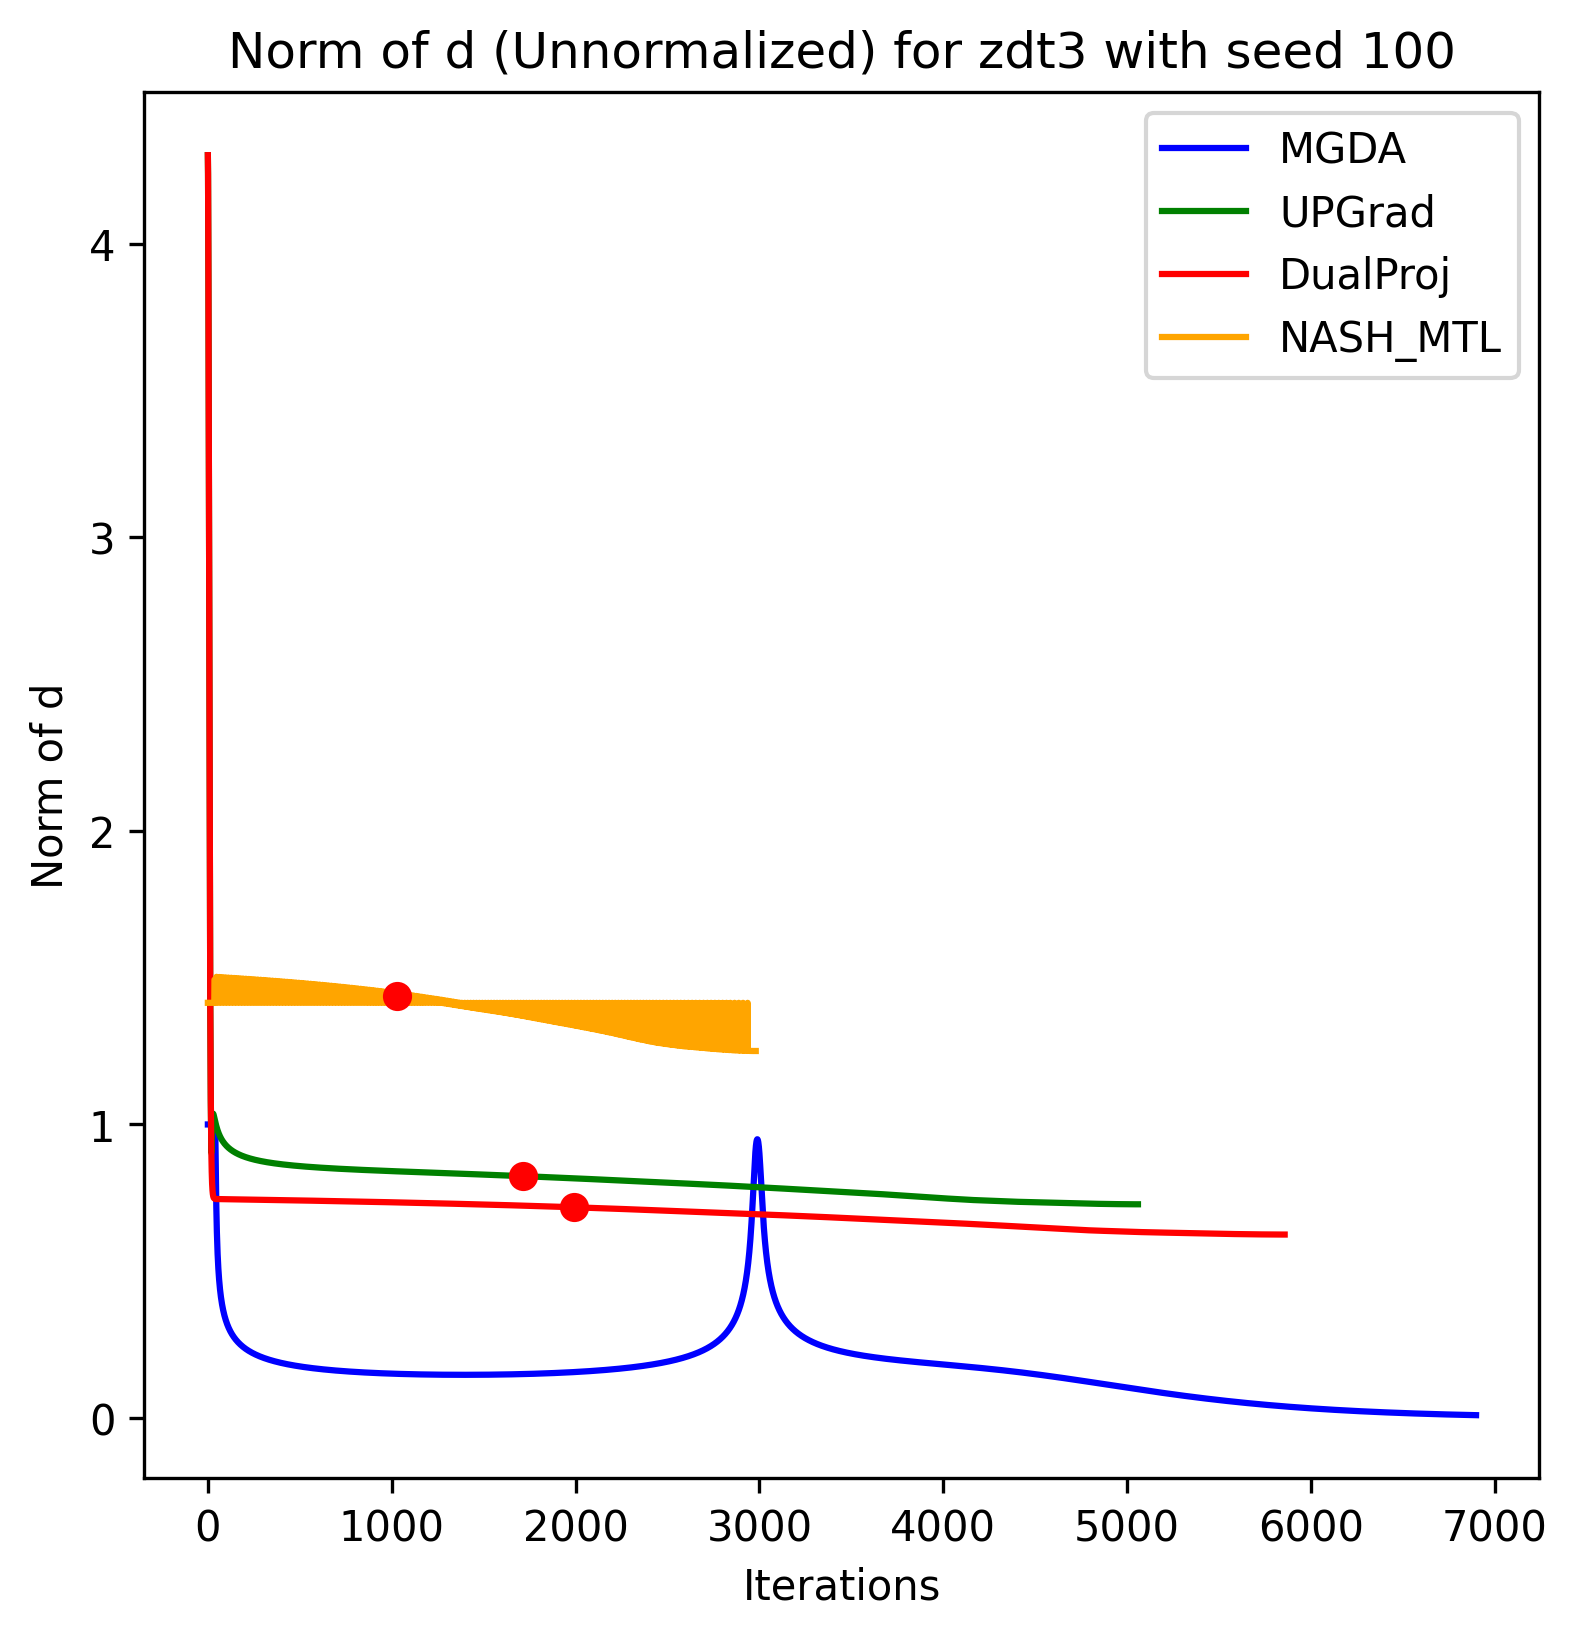 Norm of d (Unnormalized) for zdt3 with seed 100
MGDA
UPGrad
DualProj
NASH_MTL
4
3
2
1
0
Norm of d
0 1000 2000 3000 4000 5000 6000 7000
Iterations